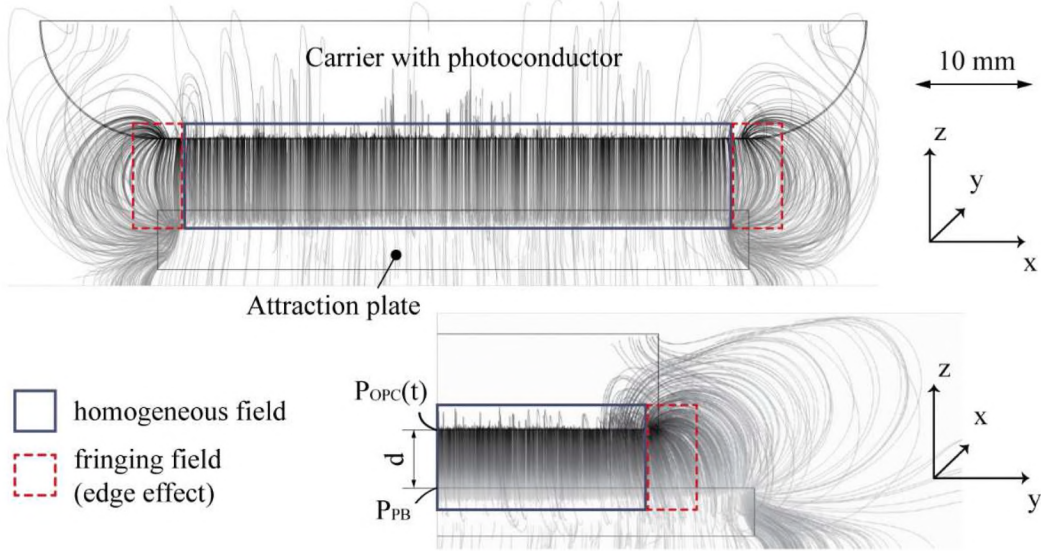 Carrier with photoconductor
10 mm
z
y
x
Attraction plate
P_OPC(t)
d
P_PB
homogeneous field
fringing field
(edge effect)
z
x
y